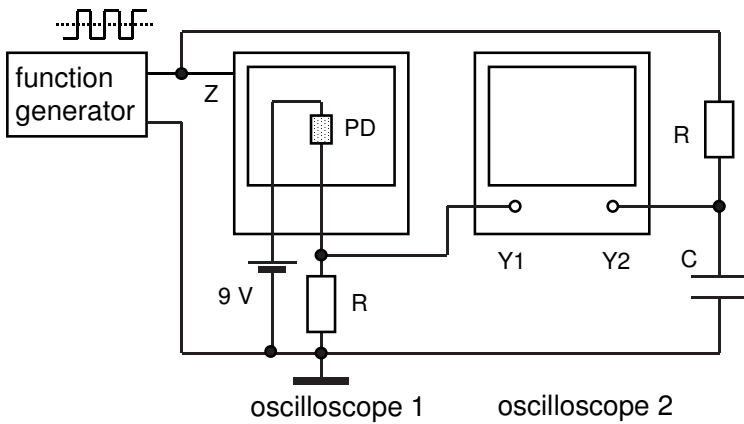 function
generator
Z
PD
R
Y1
Y2
C
9 V
R
oscilloscope 1
oscilloscope 2